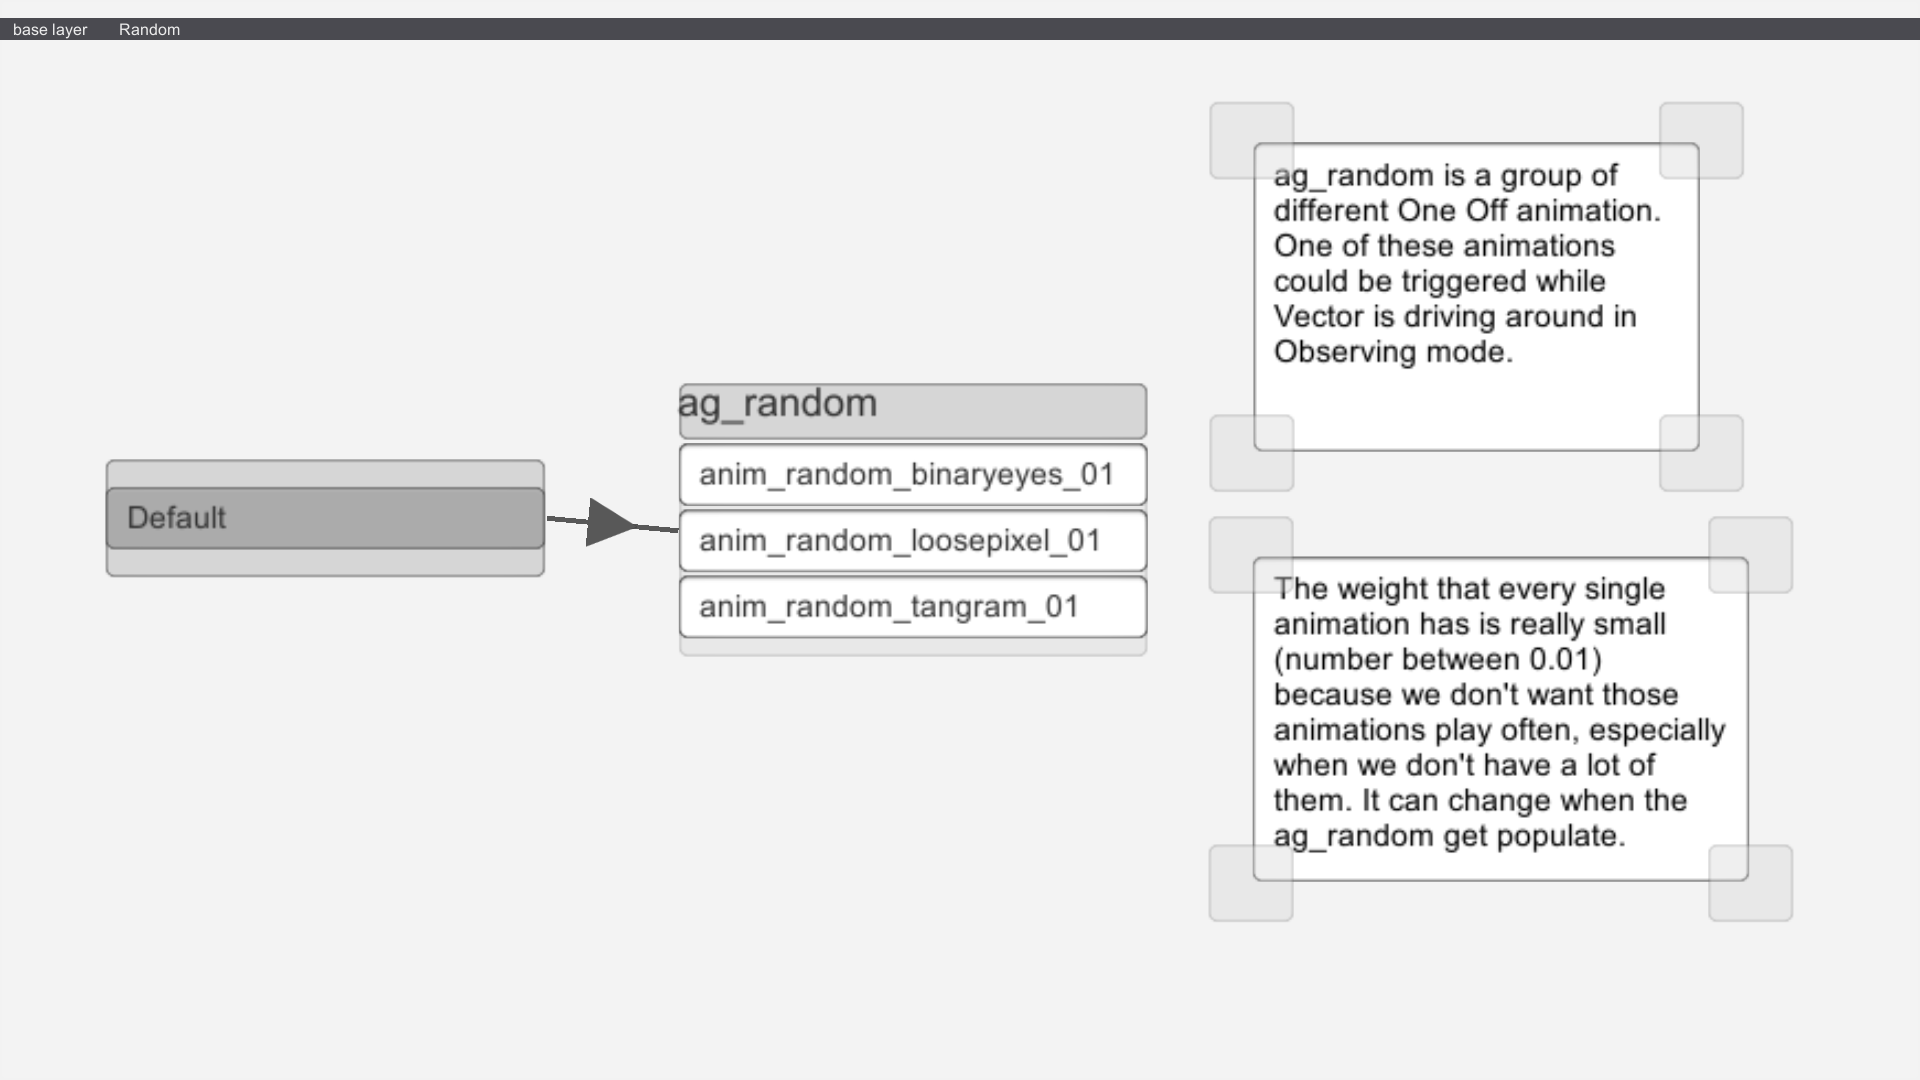 base layer Random
Default
ag_random
anim_random_binaryeyes_01
anim_random_loosepixel_01
anim_random_tangram_01
ag_random is a group of
different One Off animation.
One of these animations
could be triggered while
Vector is driving around in
Observing mode.
The weight that every single
animation has is really small
(number between 0.01)
because we don't want those
animations play often, especially
when we don't have a lot of
them. It can change when the
ag_random get populate.